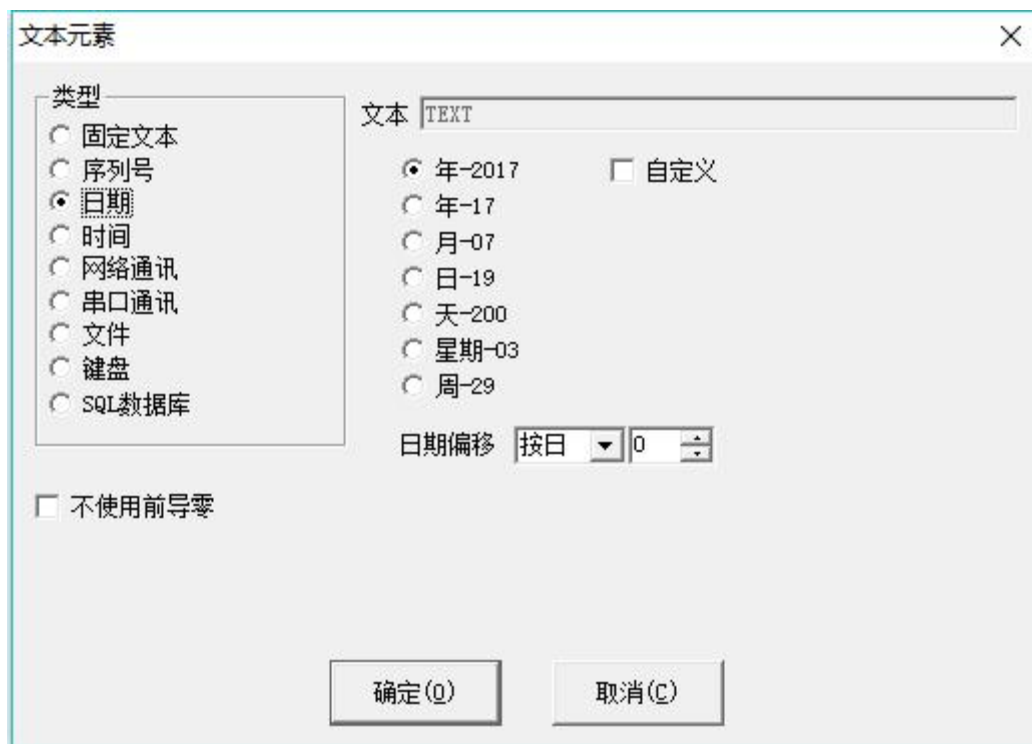 文本元素
类型
固定文本
序列号
日期
时间
网络通讯
串口通讯
文件
键盘
SQL数据库
文本 TEXT
年-2017 自定义
年-17
月-07
日-19
天-200
星期-03
周-29
日期偏移 按日 0
不使用前导零
确定(O) 取消(C)